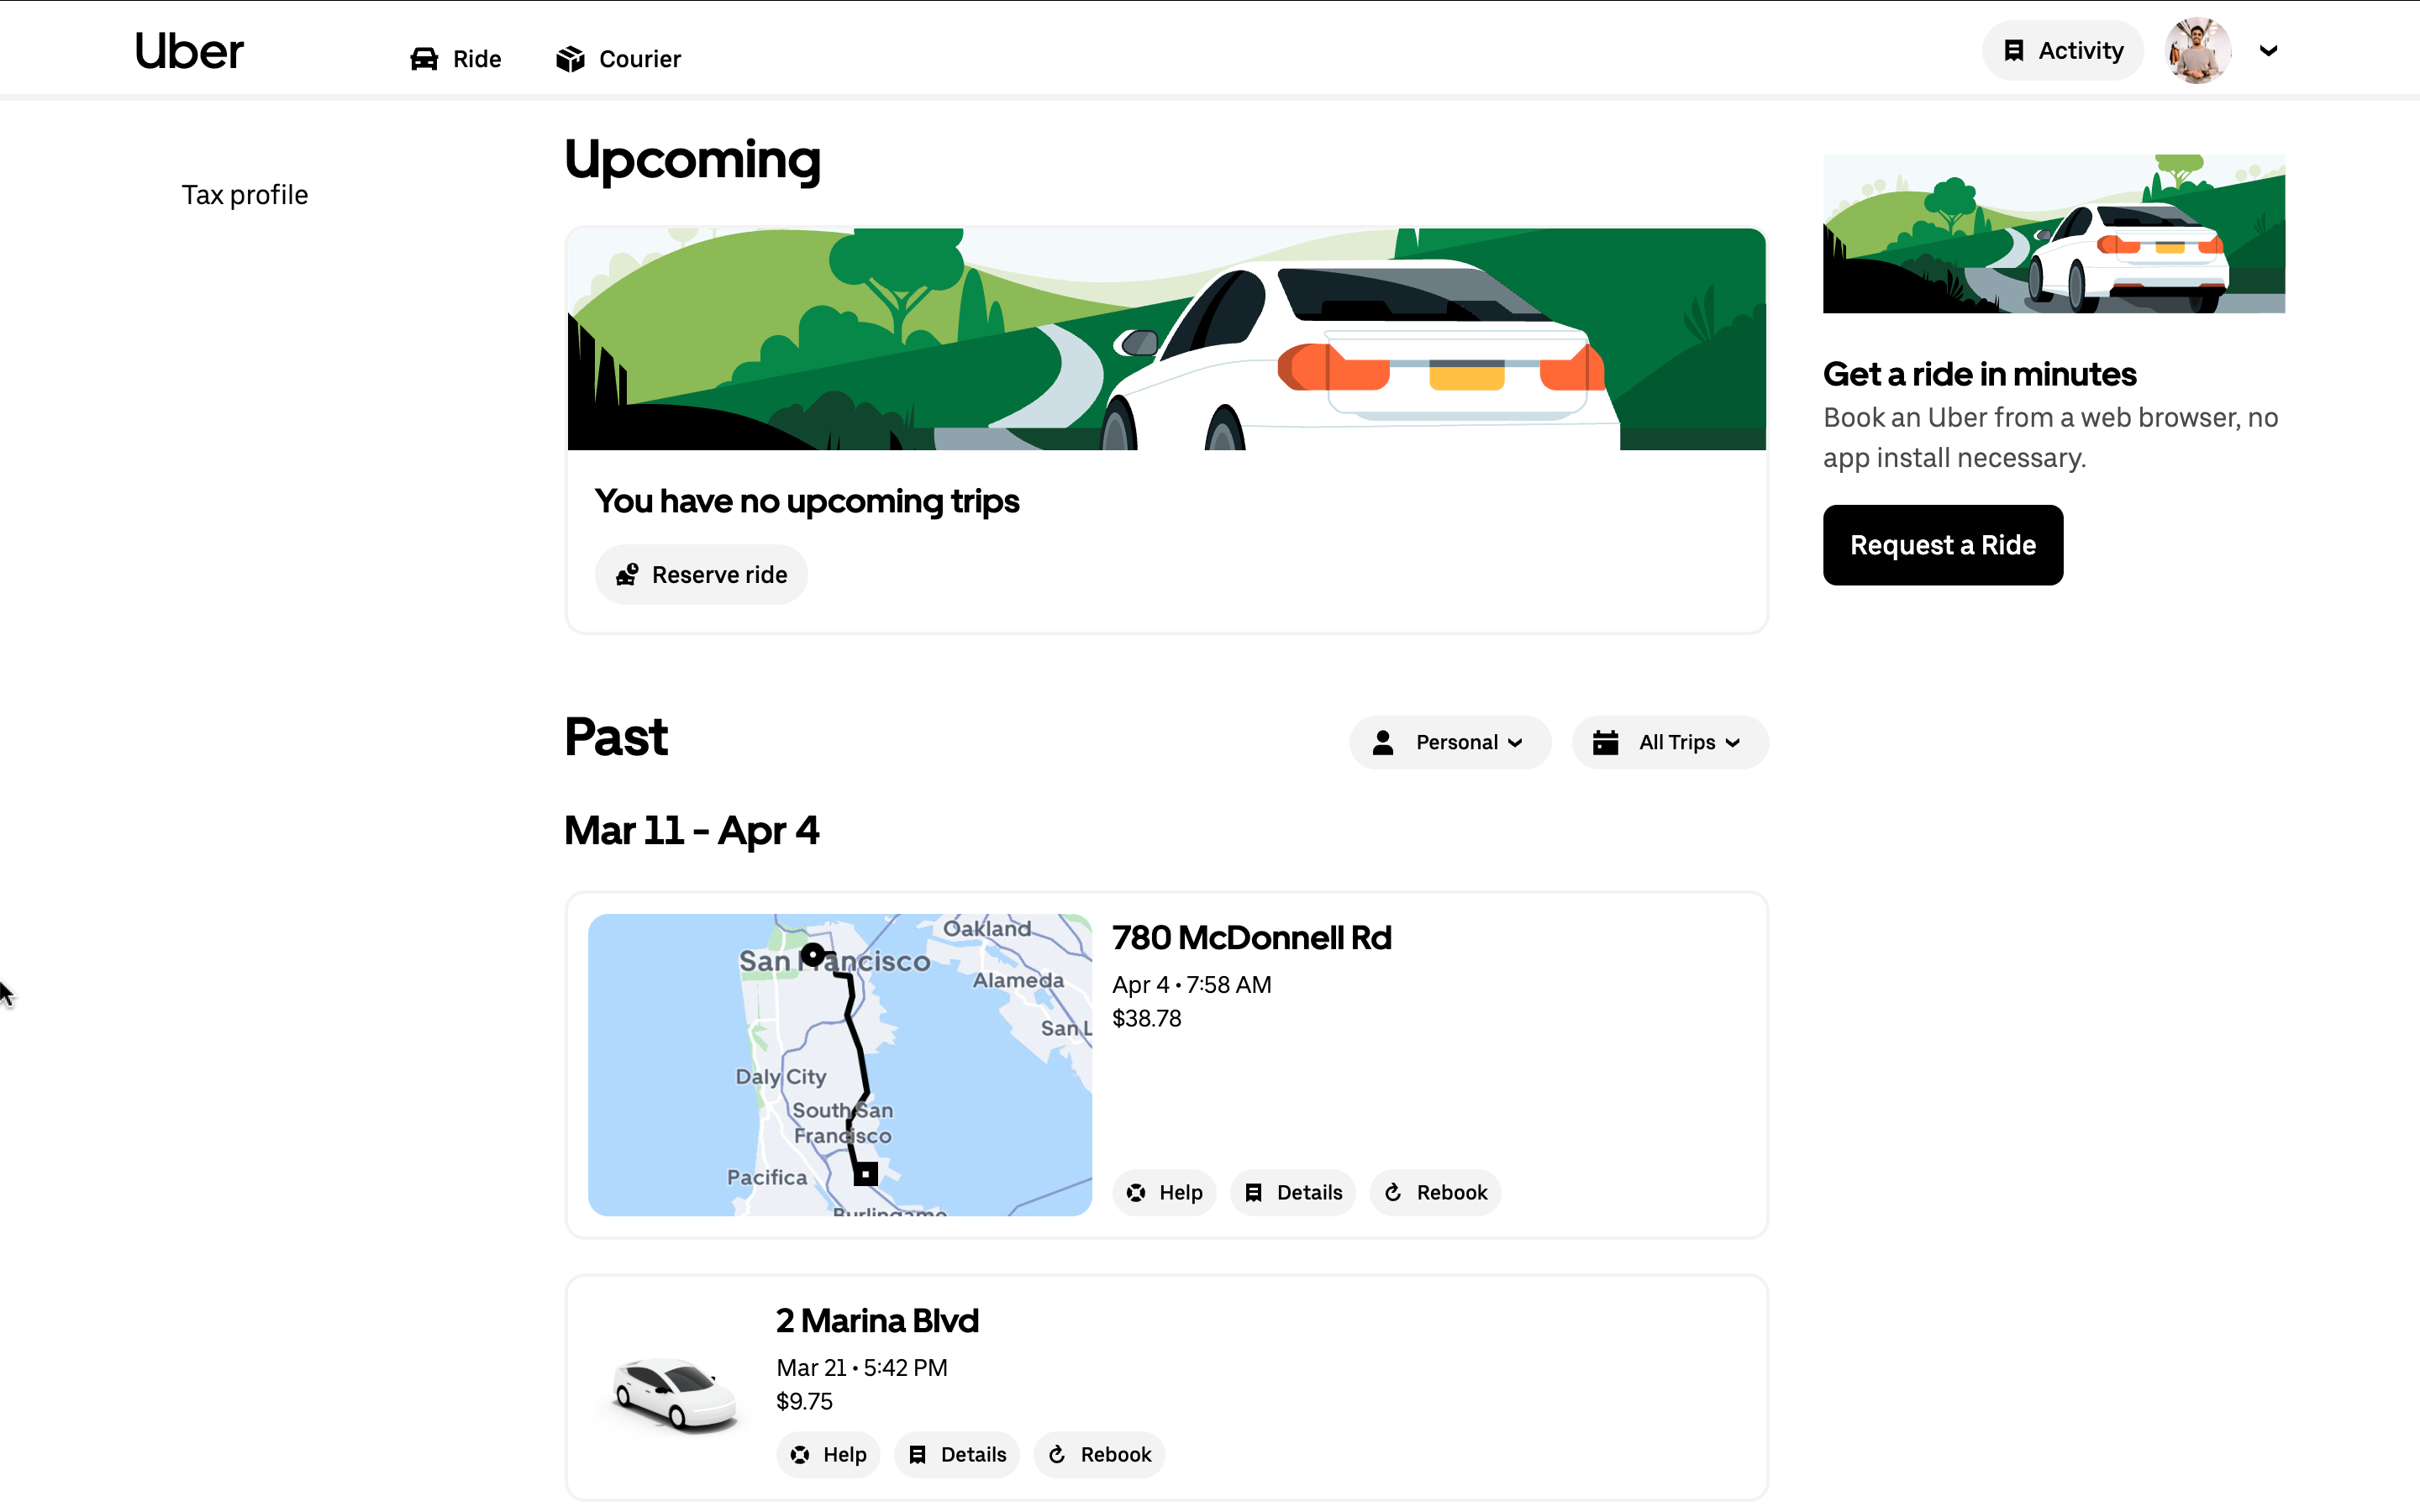 Uber
Ride
Courier
Activity
Tax profile
Upcoming
You have no upcoming trips
Reserve ride
Get a ride in minutes
Book an Uber from a web browser, no
app install necessary.
Request a Ride
Past
Personal
All Trips
Mar 11 - Apr 4
Oakland
San Francisco
Alameda
San L
Daly City
South San
Francisco
Pacifica
Burlingame
780 McDonnell Rd
Apr 4 • 7:58 AM
$38.78
Help
Details
Rebook
2 Marina Blvd
Mar 21 • 5:42 PM
$9.75
Help
Details
Rebook